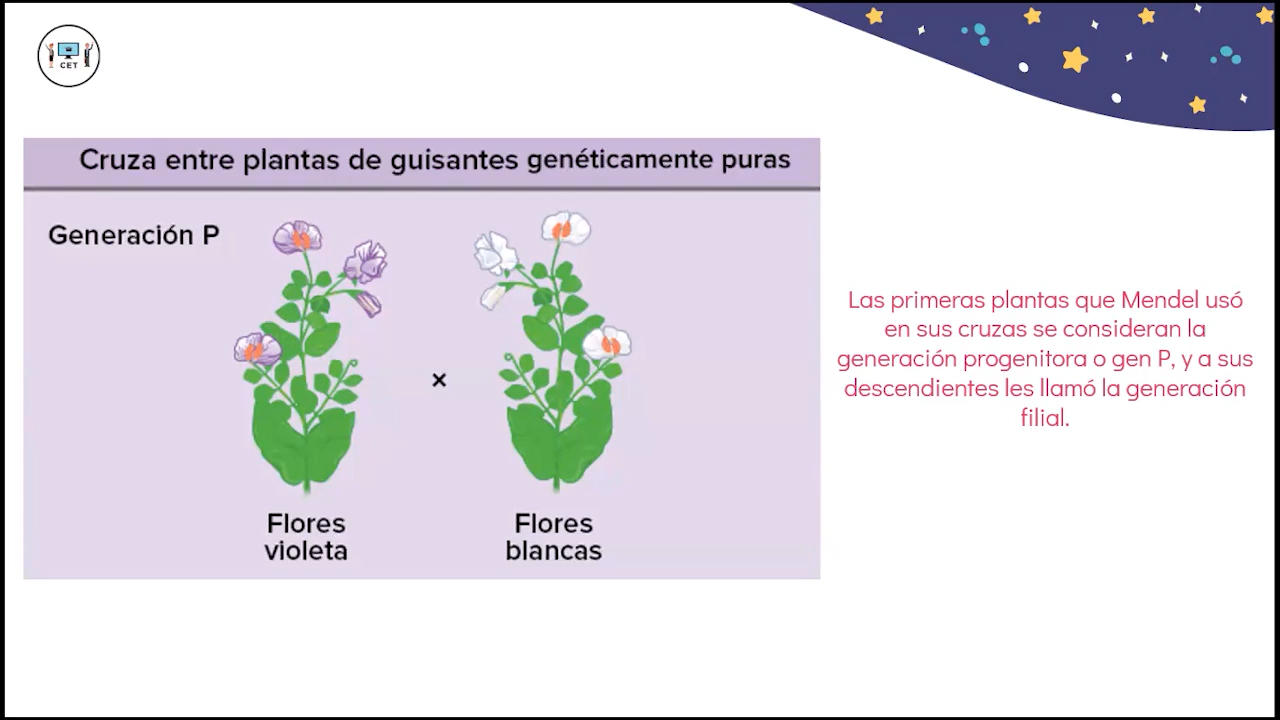 CET
Cruza entre plantas de guisantes genéticamente puras
Generación P
×
Flores
violeta
Flores
blancas
Las primeras plantas que Mendel usó
en sus cruzas se consideran la
generación progenitora o gen P, y a sus
descendientes les llamó la generación
filial.